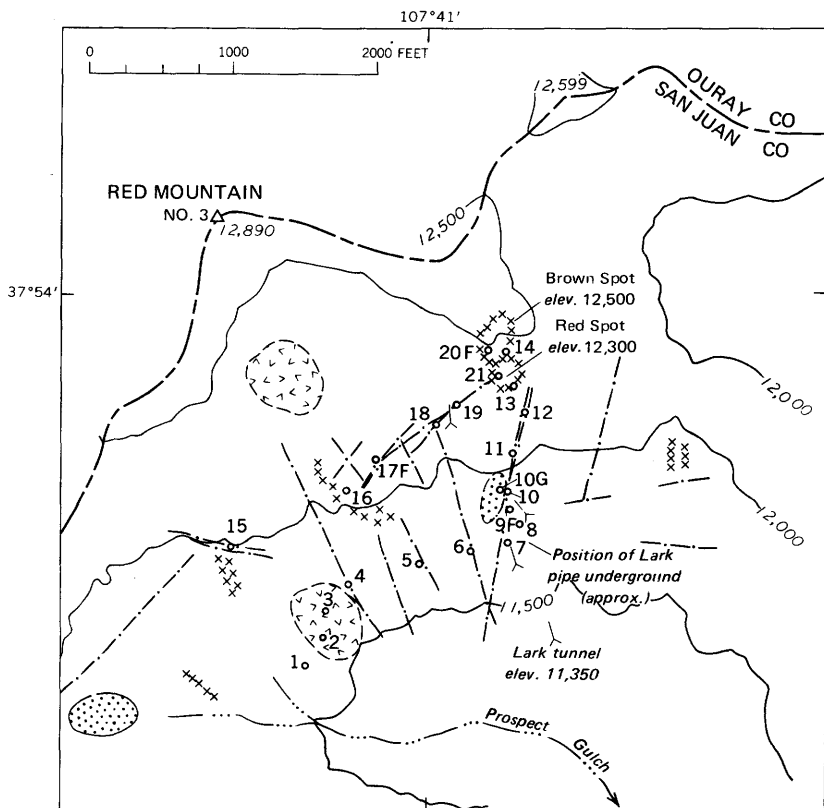 107°41'
0 1000 2000 FEET
12,599
OURAY CO
SAN JUAN CO
RED MOUNTAIN
NO. 3
12,890
12,500
37°54'
Brown Spot
elev. 12,500
Red Spot
elev. 12,300
20F
14
21
13
12,000
18
19
12
11
17F
16
10G
10
15
9F
8
12,000
7
5
6
4
Position of Lark
pipe underground
(approx.)
11,500
3
2
1
Lark tunnel
elev. 11,350
Prospect
Gulch